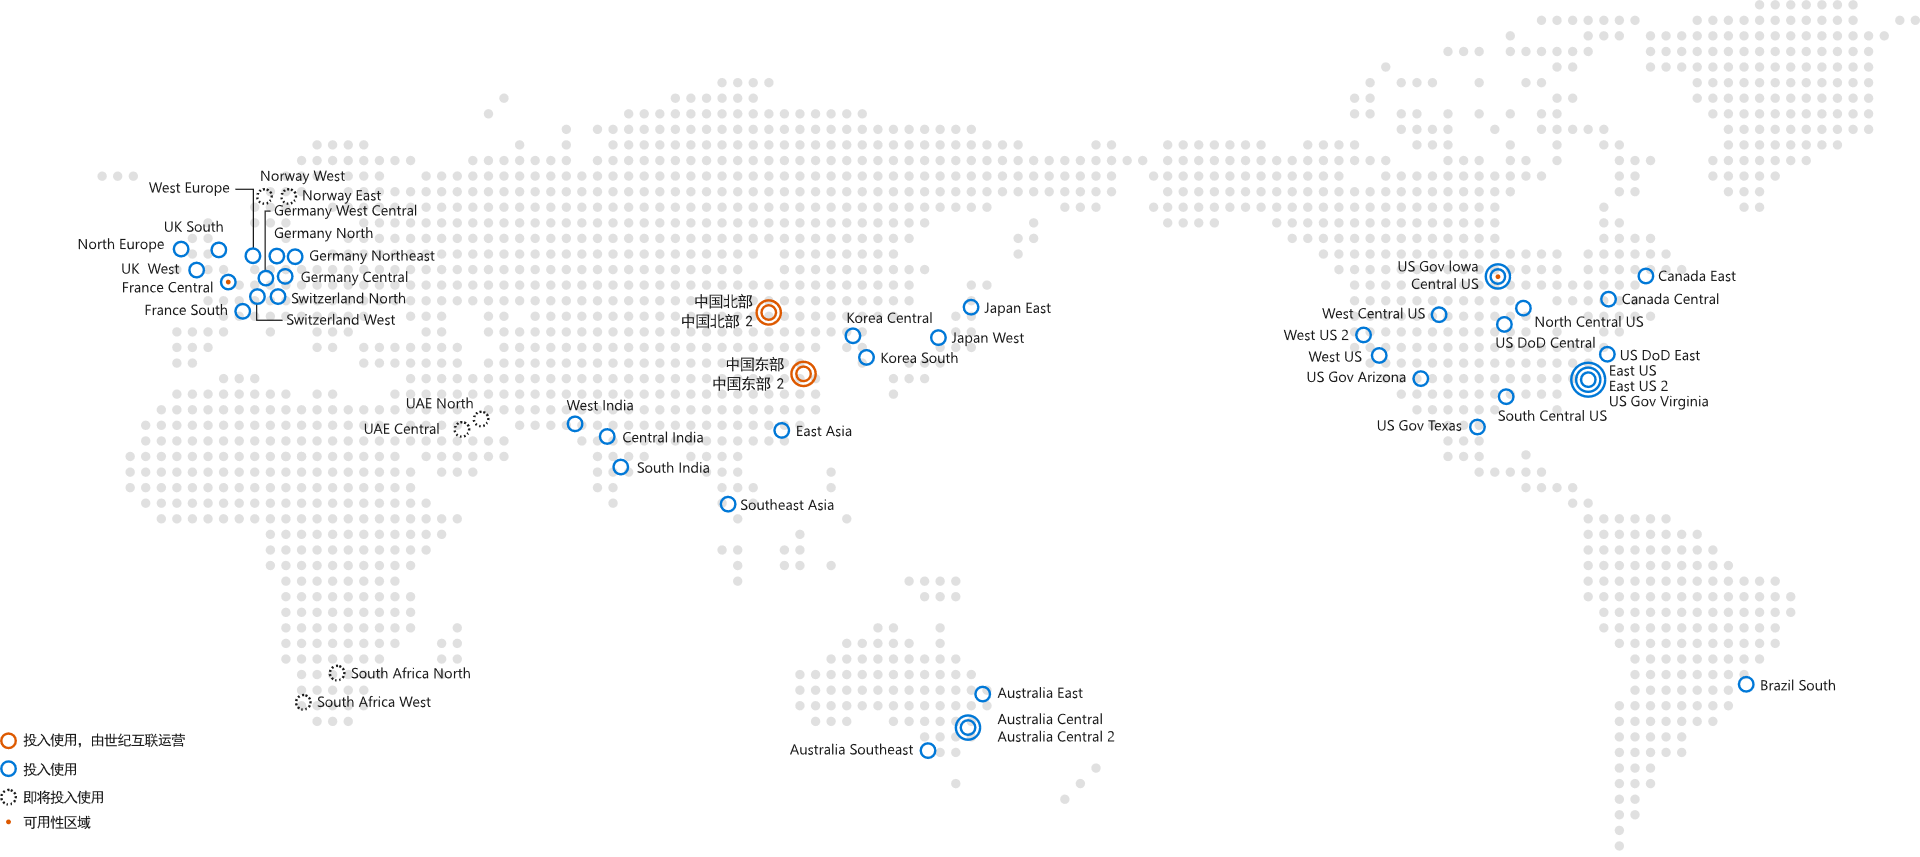 Norway West
West Europe
Norway East
Germany West Central
UK South
Germany North
North Europe
Germany Northeast
UK  West
Germany Central
France Central
Switzerland North
France South
Switzerland West
中国北部
中国北部 2
中国东部
中国东部 2
Korea Central
Korea South
Japan East
Japan West
UAE North
UAE Central
West India
Central India
South India
East Asia
Southeast Asia
South Africa North
South Africa West
Australia East
Australia Central
Australia Central 2
Australia Southeast
US Gov Iowa
Central US
Canada East
Canada Central
West Central US
North Central US
West US 2
US DoD Central
West US
US DoD East
East US
US Gov Arizona
East US 2
US Gov Virginia
South Central US
US Gov Texas
Brazil South
投入使用，由世纪互联运营
投入使用
即将投入使用
可用性区域